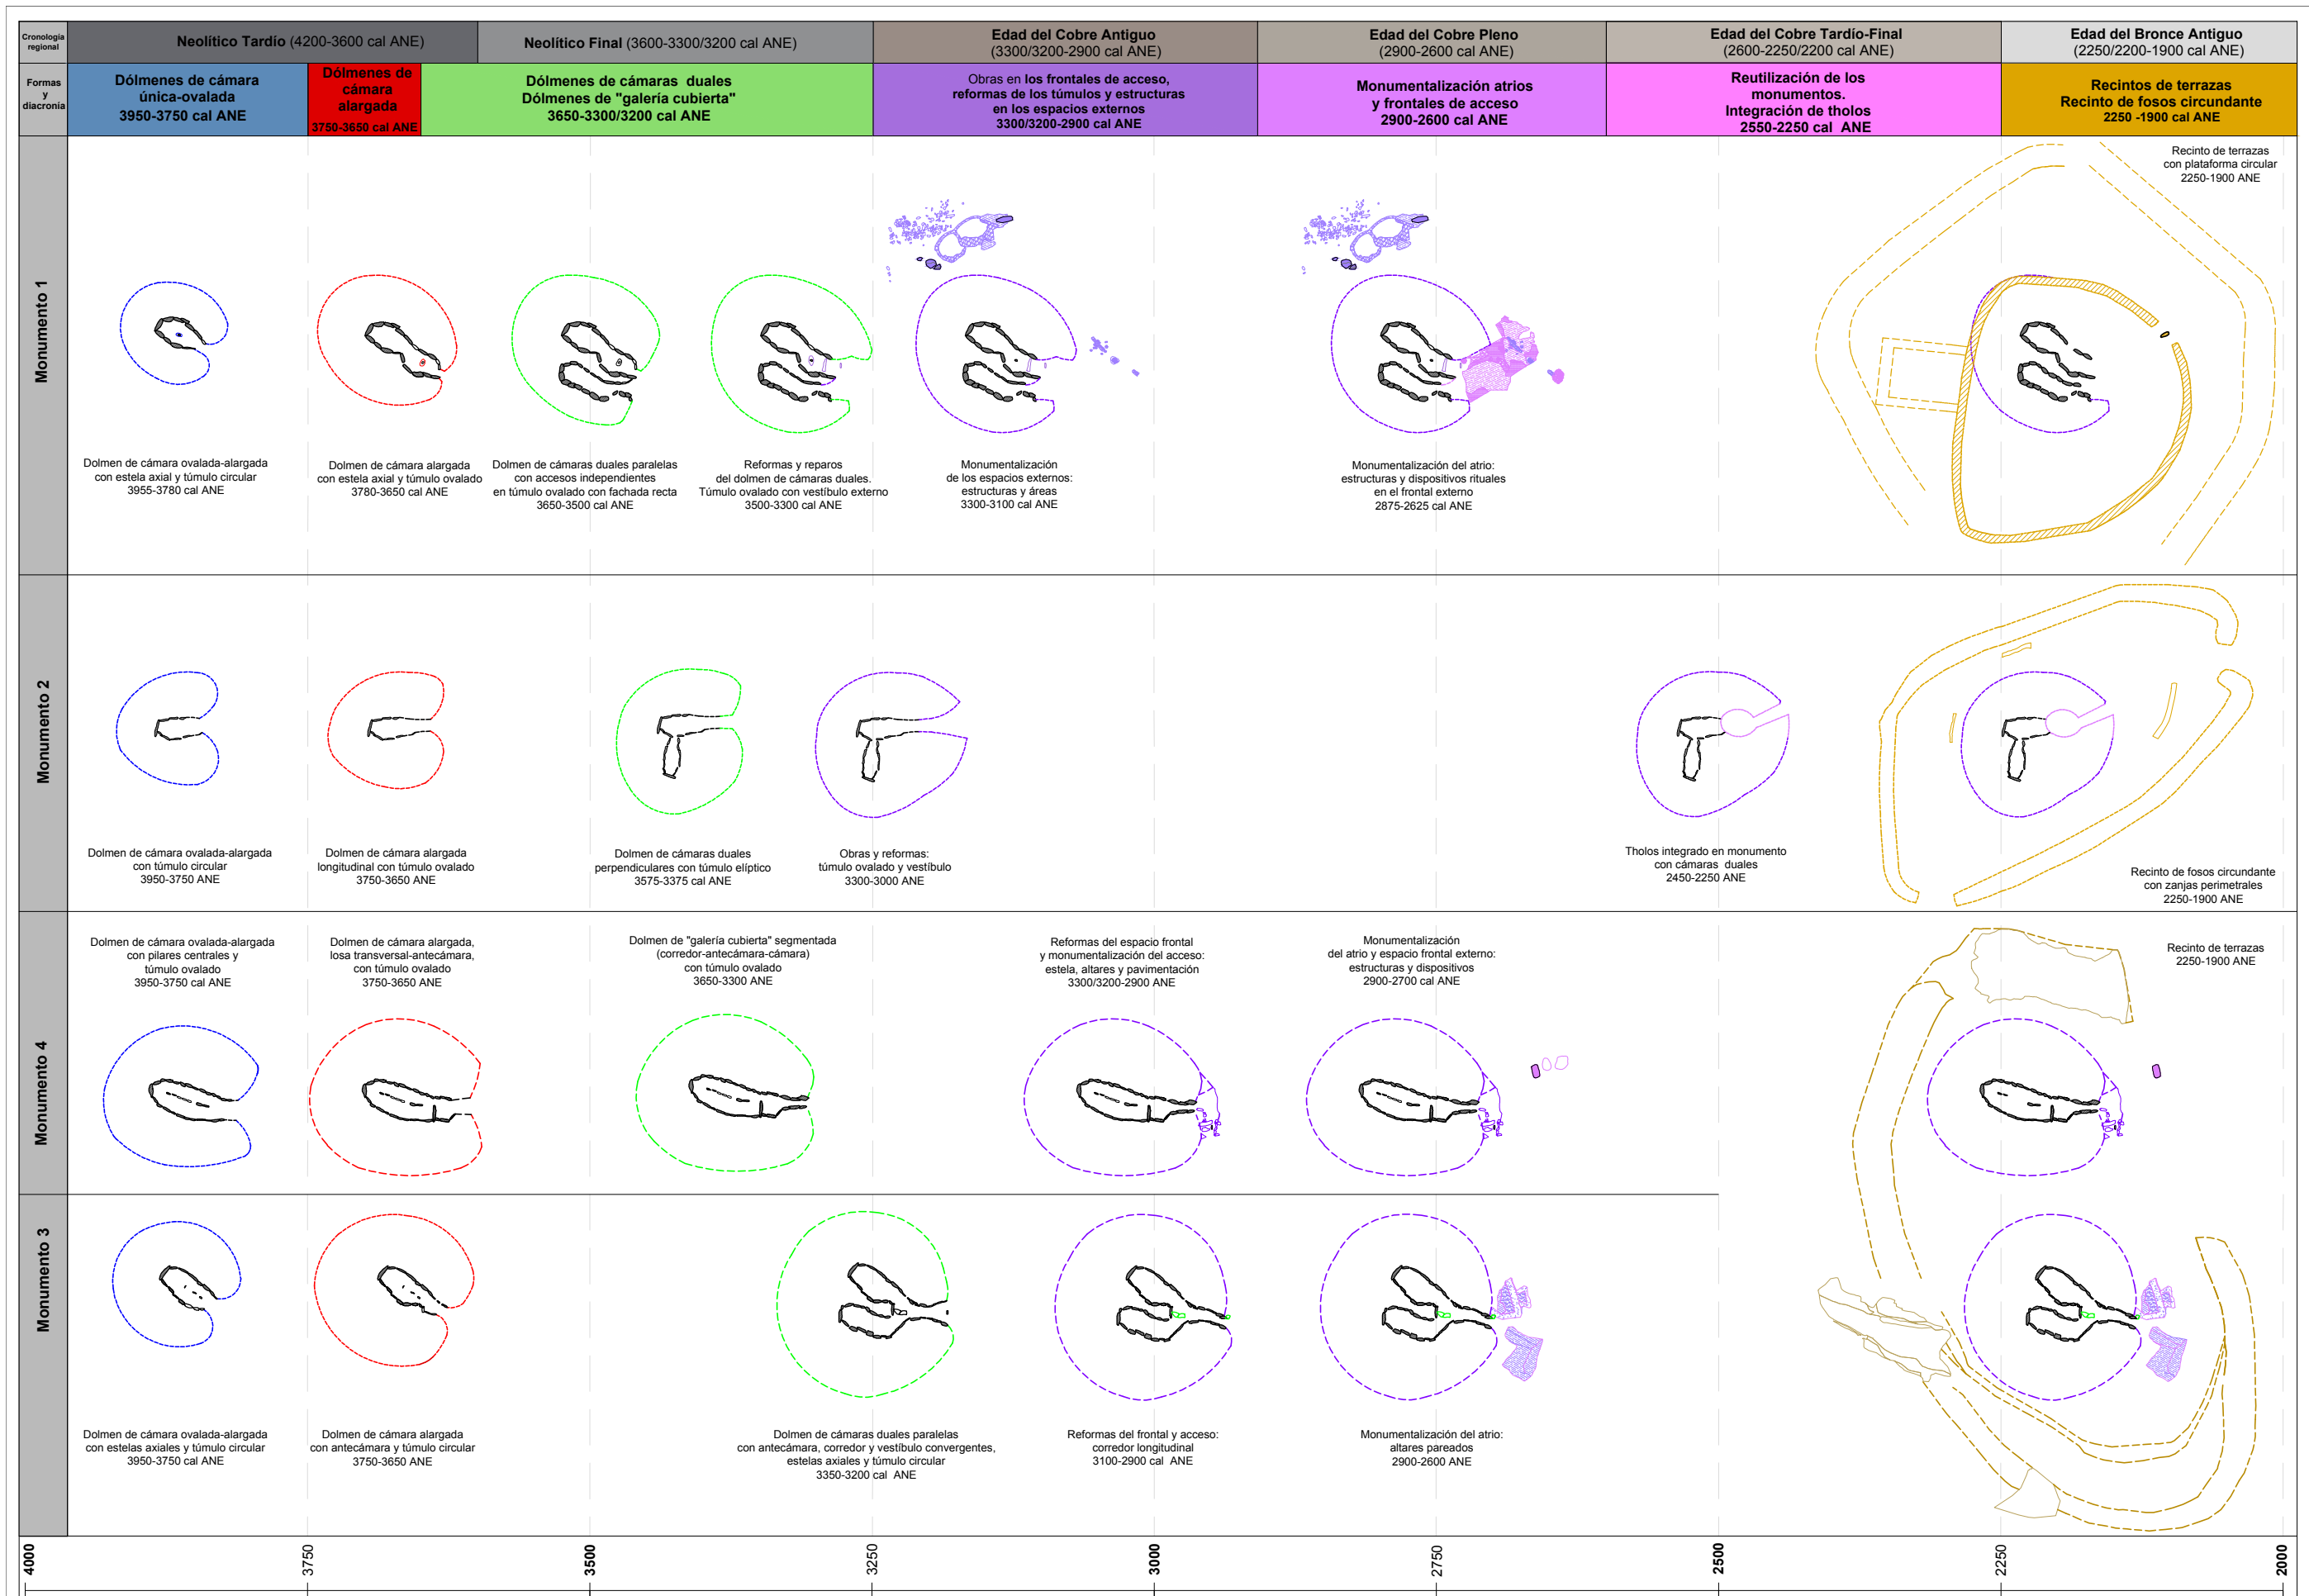 Cronología
regional
Neolítico Tardío (4200-3600 cal ANE)
Neolítico Final (3600-3300/3200 cal ANE)
Edad del Cobre Antiguo
(3300/3200-2900 cal ANE)
Edad del Cobre Pleno
(2900-2600 cal ANE)
Edad del Cobre Tardío-Final
(2600-2250/2200 cal ANE)
Edad del Bronce Antiguo
(2250/2200-1900 cal ANE)
Formas
y
diacronía
Dólmenes de cámara
única-ovalada
3950-3750 cal ANE
Dólmenes de
cámara
alargada
3750-3650 cal ANE
Dólmenes de cámaras duales
Dólmenes de "galería cubierta"
3650-3300/3200 cal ANE
Obras en los frontales de acceso,
reformas de los túmulos y estructuras
en los espacios externos
3300/3200-2900 cal ANE
Monumentalización atrios
y frontales de acceso
2900-2600 cal ANE
Reutilización de los
monumentos.
Integración de tholos
2550-2250 cal ANE
Recintos de terrazas
Recinto de fosos circundante
2250 -1900 cal ANE
Monumento 1
Recinto de terrazas
con plataforma circular
2250-1900 ANE
Dolmen de cámara ovalada-alargada
con estela axial y túmulo circular
3955-3780 cal ANE
Dolmen de cámara alargada
con estela axial y túmulo ovalado
3780-3650 cal ANE
Dolmen de cámaras duales paralelas
con accesos independientes
en túmulo ovalado con fachada recta
3650-3500 cal ANE
Reformas y reparos
del dolmen de cámaras duales.
Túmulo ovalado con vestíbulo externo
3500-3300 cal ANE
Monumentalización
de los espacios externos:
estructuras y áreas
3300-3100 cal ANE
Monumentalización del atrio:
estructuras y dispositivos rituales
en el frontal externo
2875-2625 cal ANE
Monumento 2
Dolmen de cámara ovalada-alargada
con túmulo circular
3950-3750 ANE
Dolmen de cámara alargada
longitudinal con túmulo ovalado
3750-3650 ANE
Dolmen de cámaras duales
perpendiculares con túmulo elíptico
3575-3375 cal ANE
Obras y reformas:
túmulo ovalado y vestíbulo
3300-3000 ANE
Tholos integrado en monumento
con cámaras duales
2450-2250 ANE
Recinto de fosos circundante
con zanjas perimetrales
2250-1900 ANE
Monumento 4
Dolmen de cámara ovalada-alargada
con pilares centrales y
túmulo ovalado
3950-3750 cal ANE
Dolmen de cámara alargada,
losa transversal-antecámara,
con túmulo ovalado
3750-3650 ANE
Dolmen de "galería cubierta" segmentada
(corredor-antecámara-cámara)
con túmulo ovalado
3650-3300 ANE
Reformas del espacio frontal
y monumentalización del acceso:
estela, altares y pavimentación
3300/3200-2900 ANE
Monumentalización
del atrio y espacio frontal externo:
estructuras y dispositivos
2900-2700 cal ANE
Recinto de terrazas
2250-1900 ANE
Monumento 3
Dolmen de cámara ovalada-alargada
con estelas axiales y túmulo circular
3950-3750 cal ANE
Dolmen de cámara alargada
con antecámara y túmulo circular
3750-3650 ANE
Dolmen de cámaras duales paralelas
con antecámara, corredor y vestíbulo convergentes,
estelas axiales y túmulo circular
3350-3200 cal ANE
Reformas del frontal y acceso:
corredor longitudinal
3100-2900 cal ANE
Monumentalización del atrio:
altares pareados
2900-2600 ANE
4000
3750
3500
3250
3000
2750
2500
2250
2000